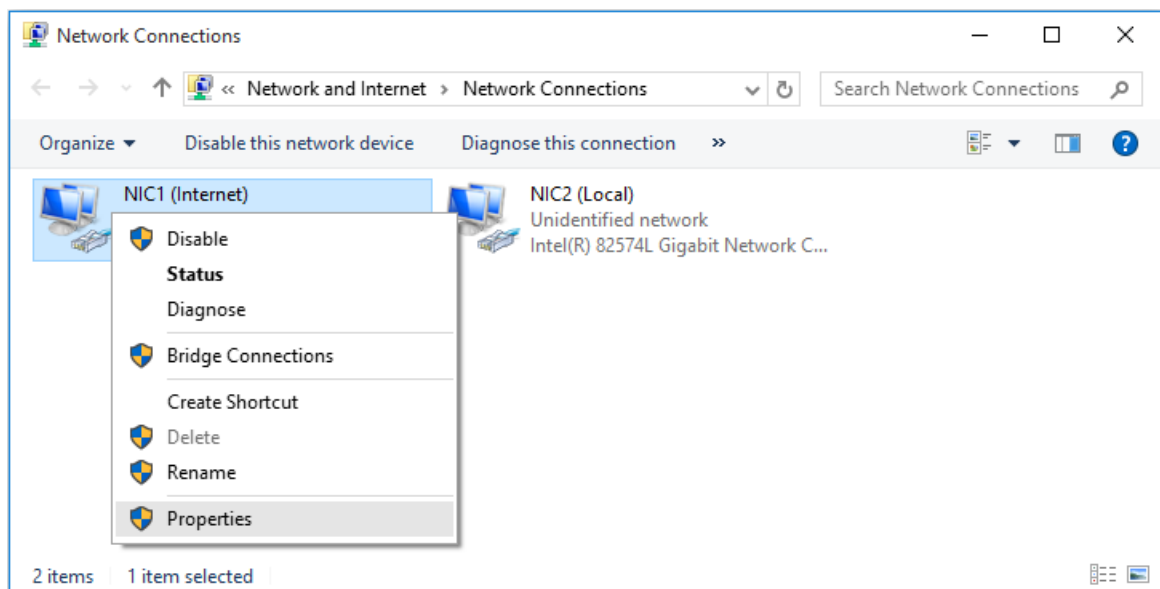 Network Connections
« Network and Internet > Network Connections
Search Network Connections
Organize
Disable this network device
Diagnose this connection
»
?
NIC1 (Internet)
Disable
Status
Diagnose
Bridge Connections
Create Shortcut
Delete
Rename
Properties
NIC2 (Local)
Unidentified network
Intel(R) 82574L Gigabit Network C...
2 items
1 item selected